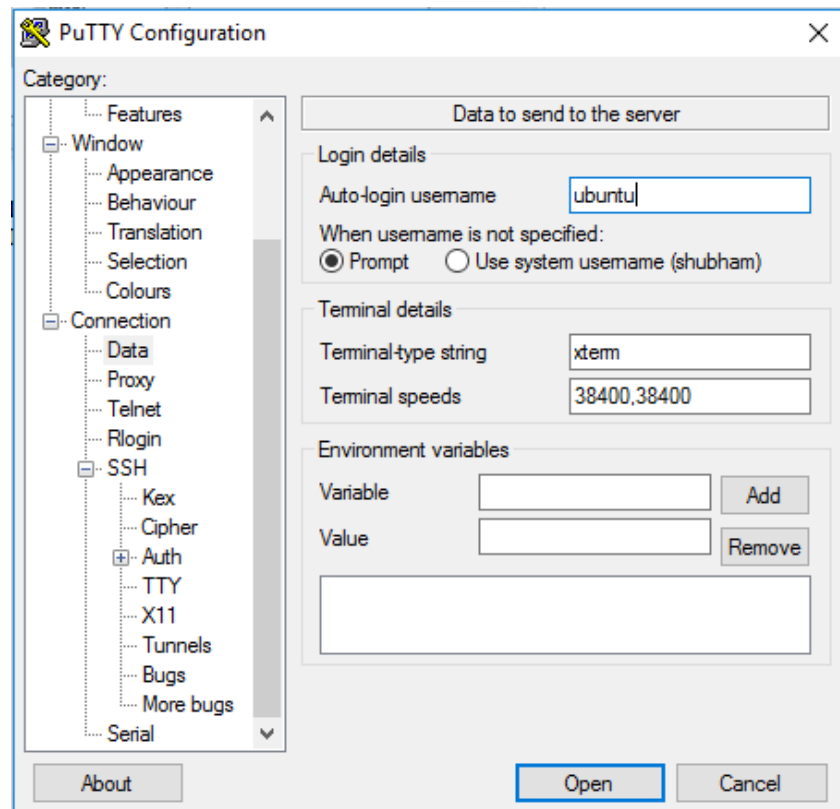 PuTTY Configuration
Category:
Features
Window
Appearance
Behaviour
Translation
Selection
Colours
Connection
Data
Proxy
Telnet
Rlogin
SSH
Kex
Cipher
Auth
TTY
X11
Tunnels
Bugs
More bugs
Serial
Data to send to the server
Login details
Auto-login username ubuntu
When username is not specified:
Prompt Use system username (shubham)
Terminal details
Terminal-type string xterm
Terminal speeds 38400,38400
Environment variables
Variable Add
Value Remove
About Open Cancel